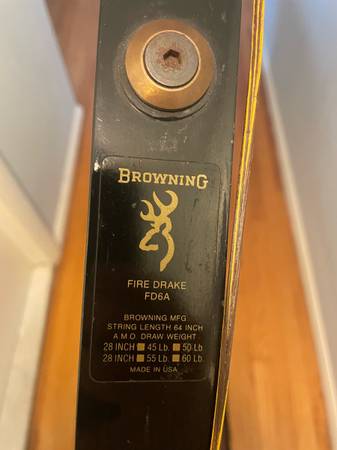 BROWNING
FIRE DRAKE
FD6A
BROWNING MFG
STRING LENGTH 64 INCH
A M O DRAW WEIGHT
28 INCH ■ 45 Lb. ■ 50 Lb.
28 INCH ■ 55 Lb. ■ 60 Lb.
MADE IN USA